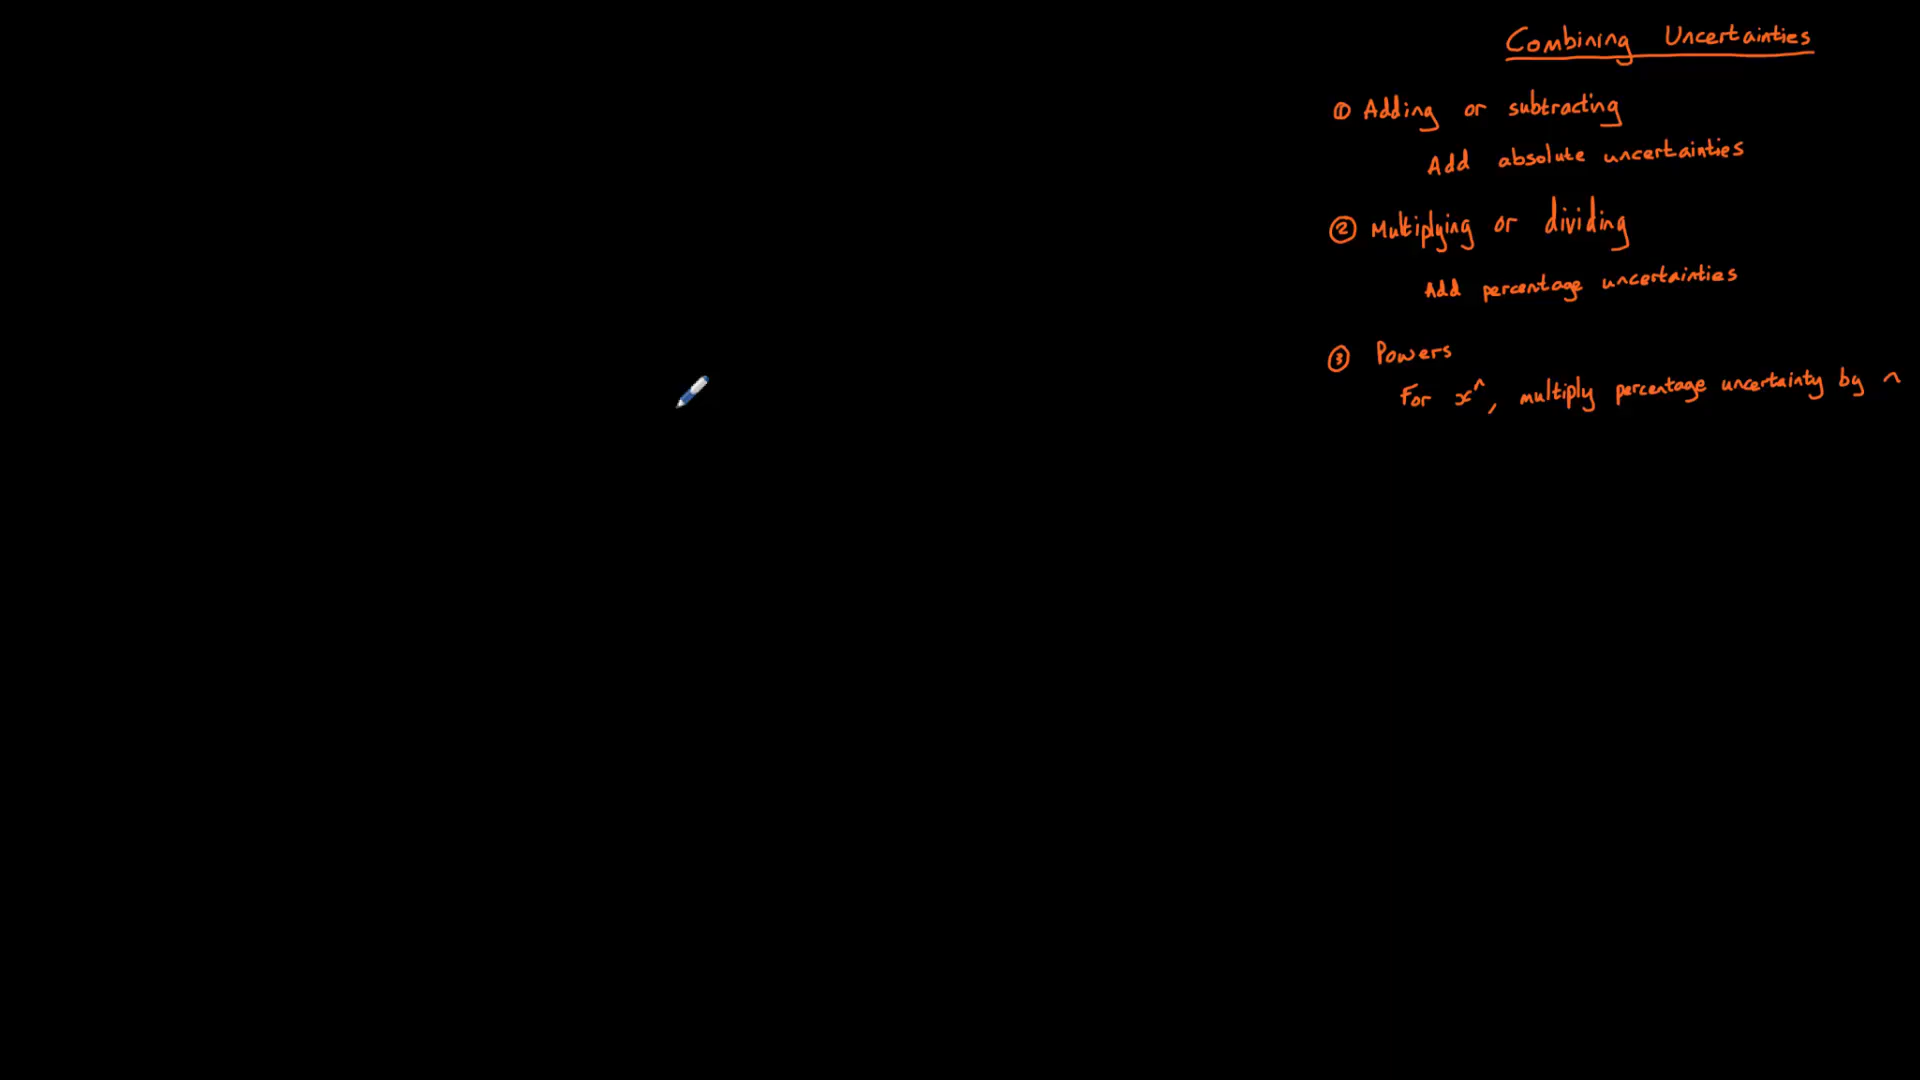 Combining Uncertainties
① Adding or subtracting
Add absolute uncertainties
② Multiplying or dividing
Add percentage uncertainties
③ Powers
For xⁿ, multiply percentage uncertainty by n